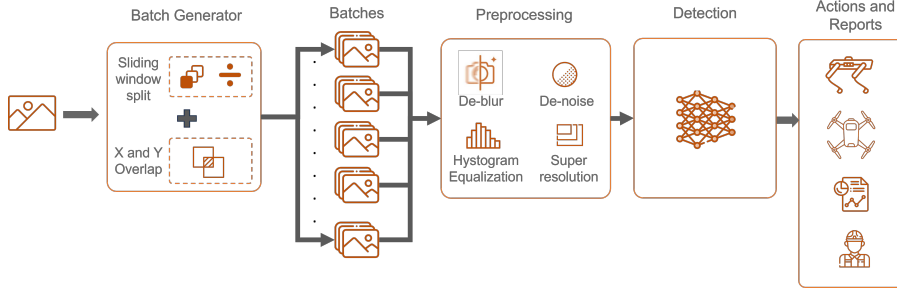 Batch Generator
Batches
Preprocessing
Detection
Actions and
Reports
Sliding
window
split
X and Y
Overlap
De-blur
De-noise
Hystogram
Equalization
Super
resolution